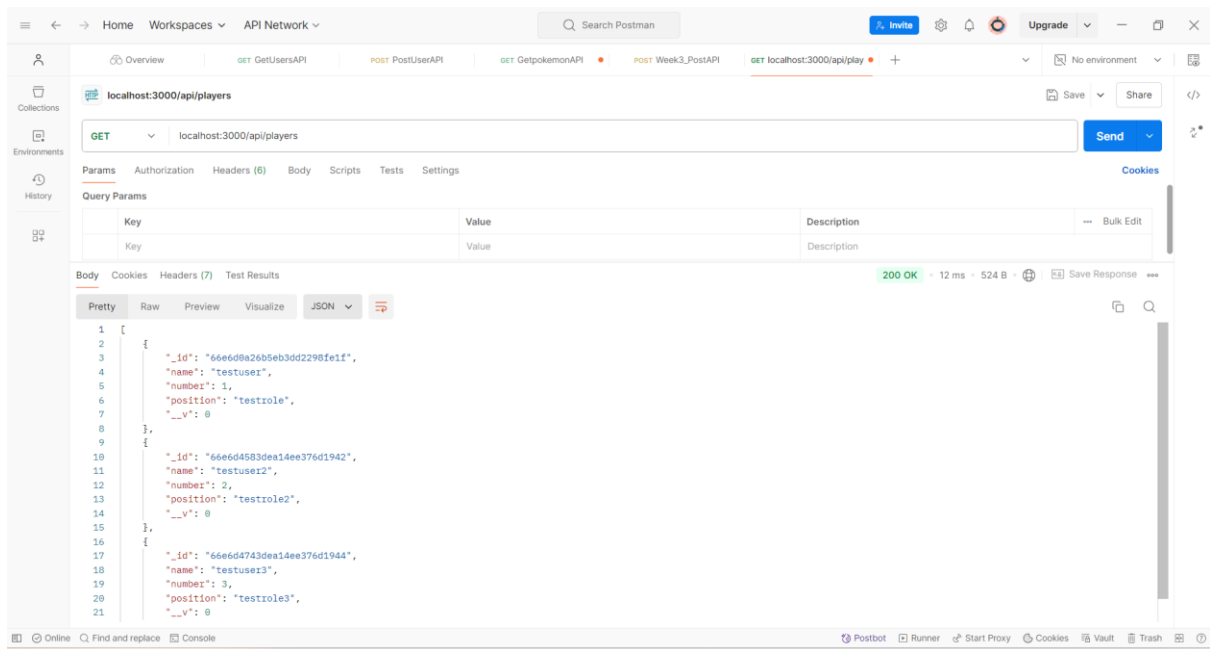 Home Workspaces API Network Search Postman Invite Upgrade
Overview GET GetUsersAPI POST PostUserAPI GET GetpokemonAPI POST Week3_PostAPI GET localhost:3000/api/play No environment
Collections
Environments
History
HTTP localhost:3000/api/players Save Share
GET localhost:3000/api/players Send
Params Authorization Headers (6) Body Scripts Tests Settings Cookies
Query Params
Key Value Description Bulk Edit
Key Value Description
Body Cookies Headers (7) Test Results 200 OK 12 ms 524 B Save Response
Pretty Raw Preview Visualize JSON
1 [
2 {
3 "_id": "66e6d0a26b5eb3dd2298fe1f",
4 "name": "testuser",
5 "number": 1,
6 "position": "testrole",
7 "__v": 0
8 },
9 {
10 "_id": "66e6d4583dea14ee376d1942",
11 "name": "testuser2",
12 "number": 2,
13 "position": "testrole2",
14 "__v": 0
15 },
16 {
17 "_id": "66e6d4743dea14ee376d1944",
18 "name": "testuser3",
19 "number": 3,
20 "position": "testrole3",
21 "__v": 0
Online Find and replace Console Postbot Runner Start Proxy Cookies Vault Trash